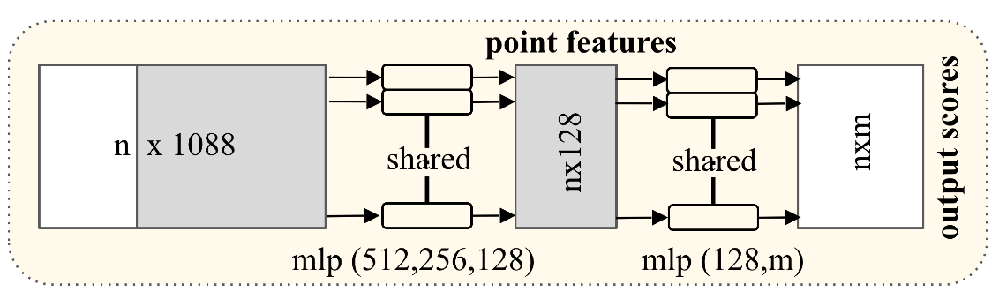 point features
n x 1088
shared
nx128
shared
nxm
output scores
mlp (512,256,128)
mlp (128,m)